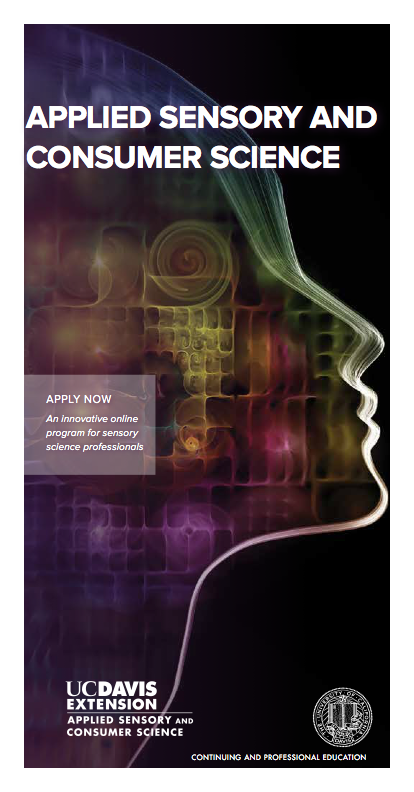 APPLIED SENSORY AND
CONSUMER SCIENCE
APPLY NOW
An innovative online
program for sensory
science professionals
UCDAVIS
EXTENSION
APPLIED SENSORY AND
CONSUMER SCIENCE
THE UNIVERSITY OF CALIFORNIA
DAVIS
CONTINUING AND PROFESSIONAL EDUCATION